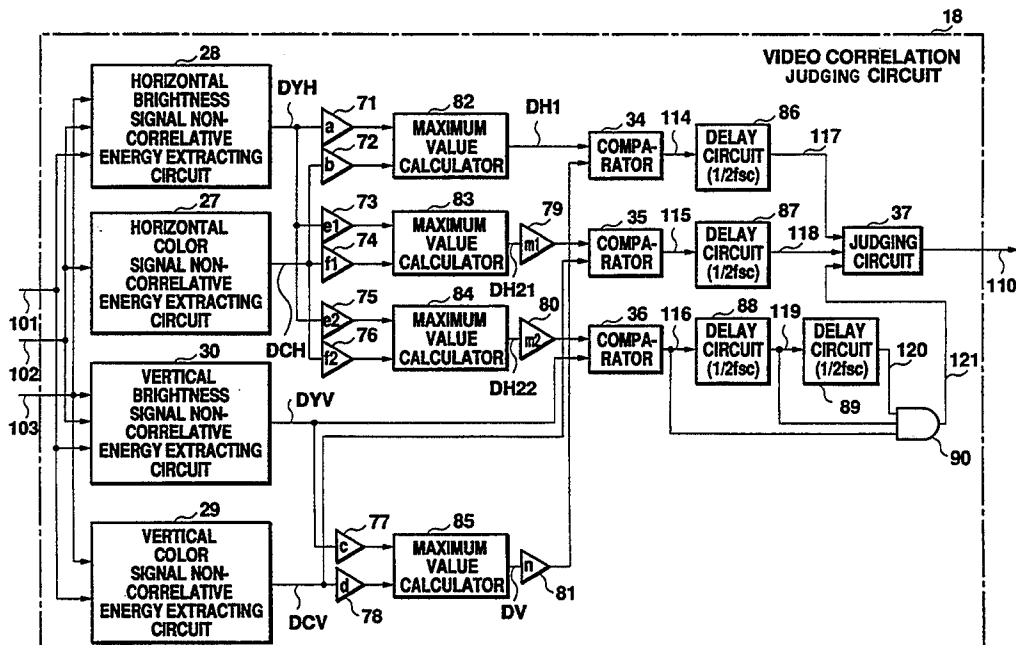 18
VIDEO CORRELATION
JUDGING CIRCUIT
28
HORIZONTAL
BRIGHTNESS
SIGNAL NON-
CORRELATIVE
ENERGY EXTRACTING
CIRCUIT
DYH
71
a
72
b
82
MAXIMUM
VALUE
CALCULATOR
DH1
34
COMPA-
RATOR
114
86
DELAY
CIRCUIT
(1/2fsc)
117
27
HORIZONTAL
COLOR
SIGNAL NON-
CORRELATIVE
ENERGY EXTRACTING
CIRCUIT
DCH
73
e1
74
f1
83
MAXIMUM
VALUE
CALCULATOR
DH21
79
m1
35
COMPA-
RATOR
115
87
DELAY
CIRCUIT
(1/2fsc)
118
37
JUDGING
CIRCUIT
110
75
e2
76
f2
84
MAXIMUM
VALUE
CALCULATOR
DH22
80
m2
36
COMPA-
RATOR
116
88
DELAY
CIRCUIT
(1/2fsc)
119
DELAY
CIRCUIT
(1/2fsc)
89
120
121
90
101
102
103
30
VERTICAL
BRIGHTNESS
SIGNAL NON-
CORRELATIVE
ENERGY EXTRACTING
CIRCUIT
DYV
29
VERTICAL
COLOR
SIGNAL NON-
CORRELATIVE
ENERGY EXTRACTING
CIRCUIT
DCV
77
c
d
78
85
MAXIMUM
VALUE
CALCULATOR
DV
n
81